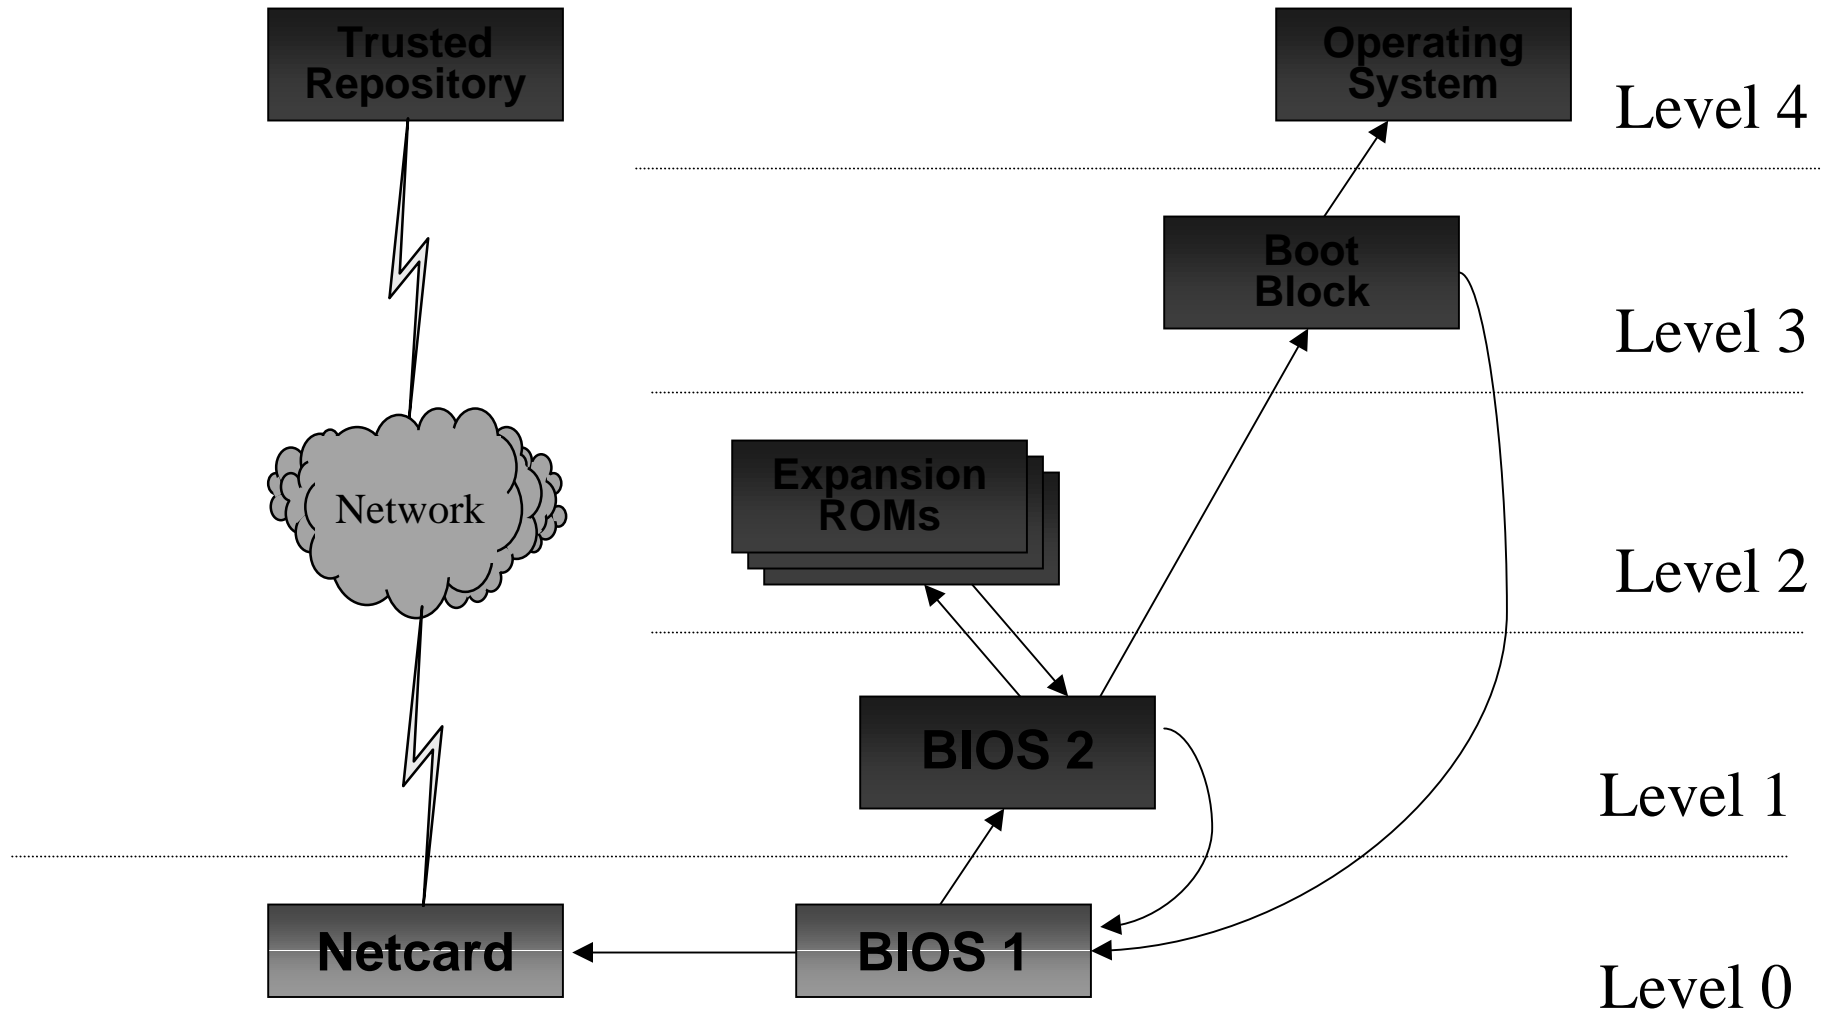 Trusted
Repository
Operating
System
Level 4
Boot
Block
Level 3
Expansion
ROMs
Network
Level 2
BIOS 2
Level 1
Netcard
BIOS 1
Level 0